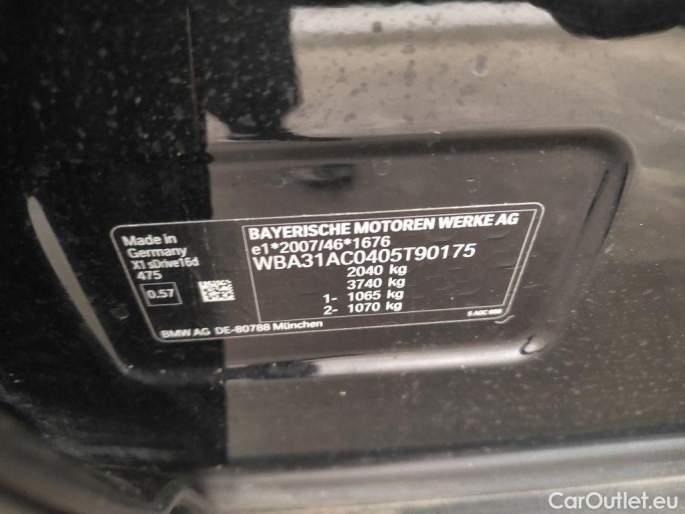 BAYERISCHE MOTOREN WERKE AG
e1*2007/46*1676
WBA31AC0405T90175
2040 kg
3740 kg
1- 1065 kg
2- 1070 kg
Made in
Germany
X1 sDrive16d
475
0.57
BMW AG DE-80788 München
CarOutlet.eu